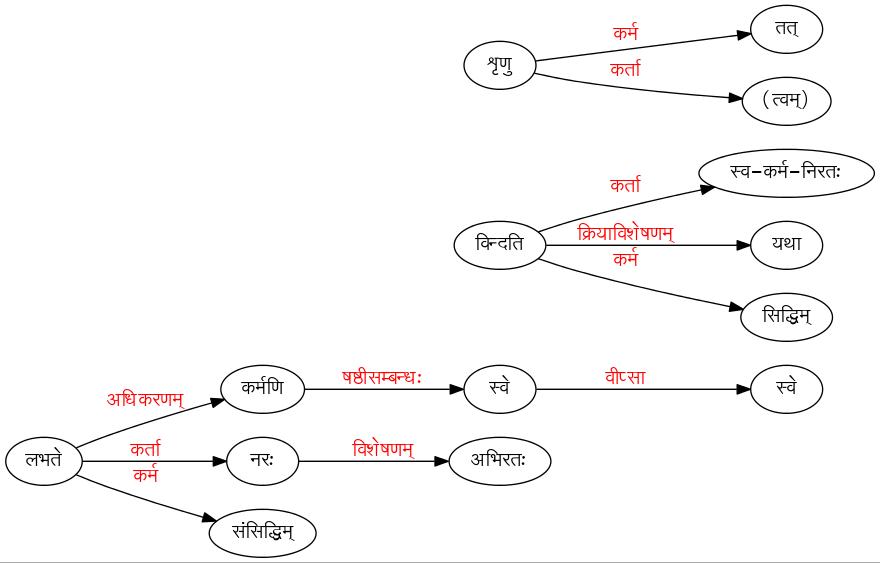 कर्म
तत्
शृणु
कर्ता
(त्वम्)
स्व-कर्म-निरतः
कर्ता
विन्दति
क्रियाविशेषणम्
यथा
कर्म
सिद्धिम्
अधिकरणम्
कर्मणि
षष्ठीसम्बन्धः
स्वे
वीप्सा
स्वे
लभते
कर्ता
नरः
विशेषणम्
अभिरतः
कर्म
संसिद्धिम्